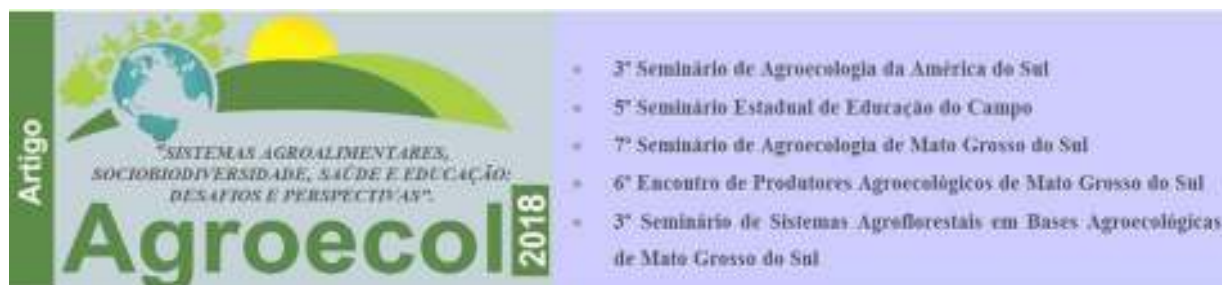 Artigo
"SISTEMAS AGROALIMENTARES,
SOCIOBIODIVERSIDADE, SAÚDE E EDUCAÇÃO:
DESAFIOS E PERSPECTIVAS".
Agroecol 2018
3º Seminário de Agroecologia da América do Sul
5º Seminário Estadual de Educação do Campo
7º Seminário de Agroecologia de Mato Grosso do Sul
6º Encontro de Produtores Agroecológicos de Mato Grosso do Sul
3º Seminário de Sistemas Agroflorestais em Bases Agroecológicas
de Mato Grosso do Sul